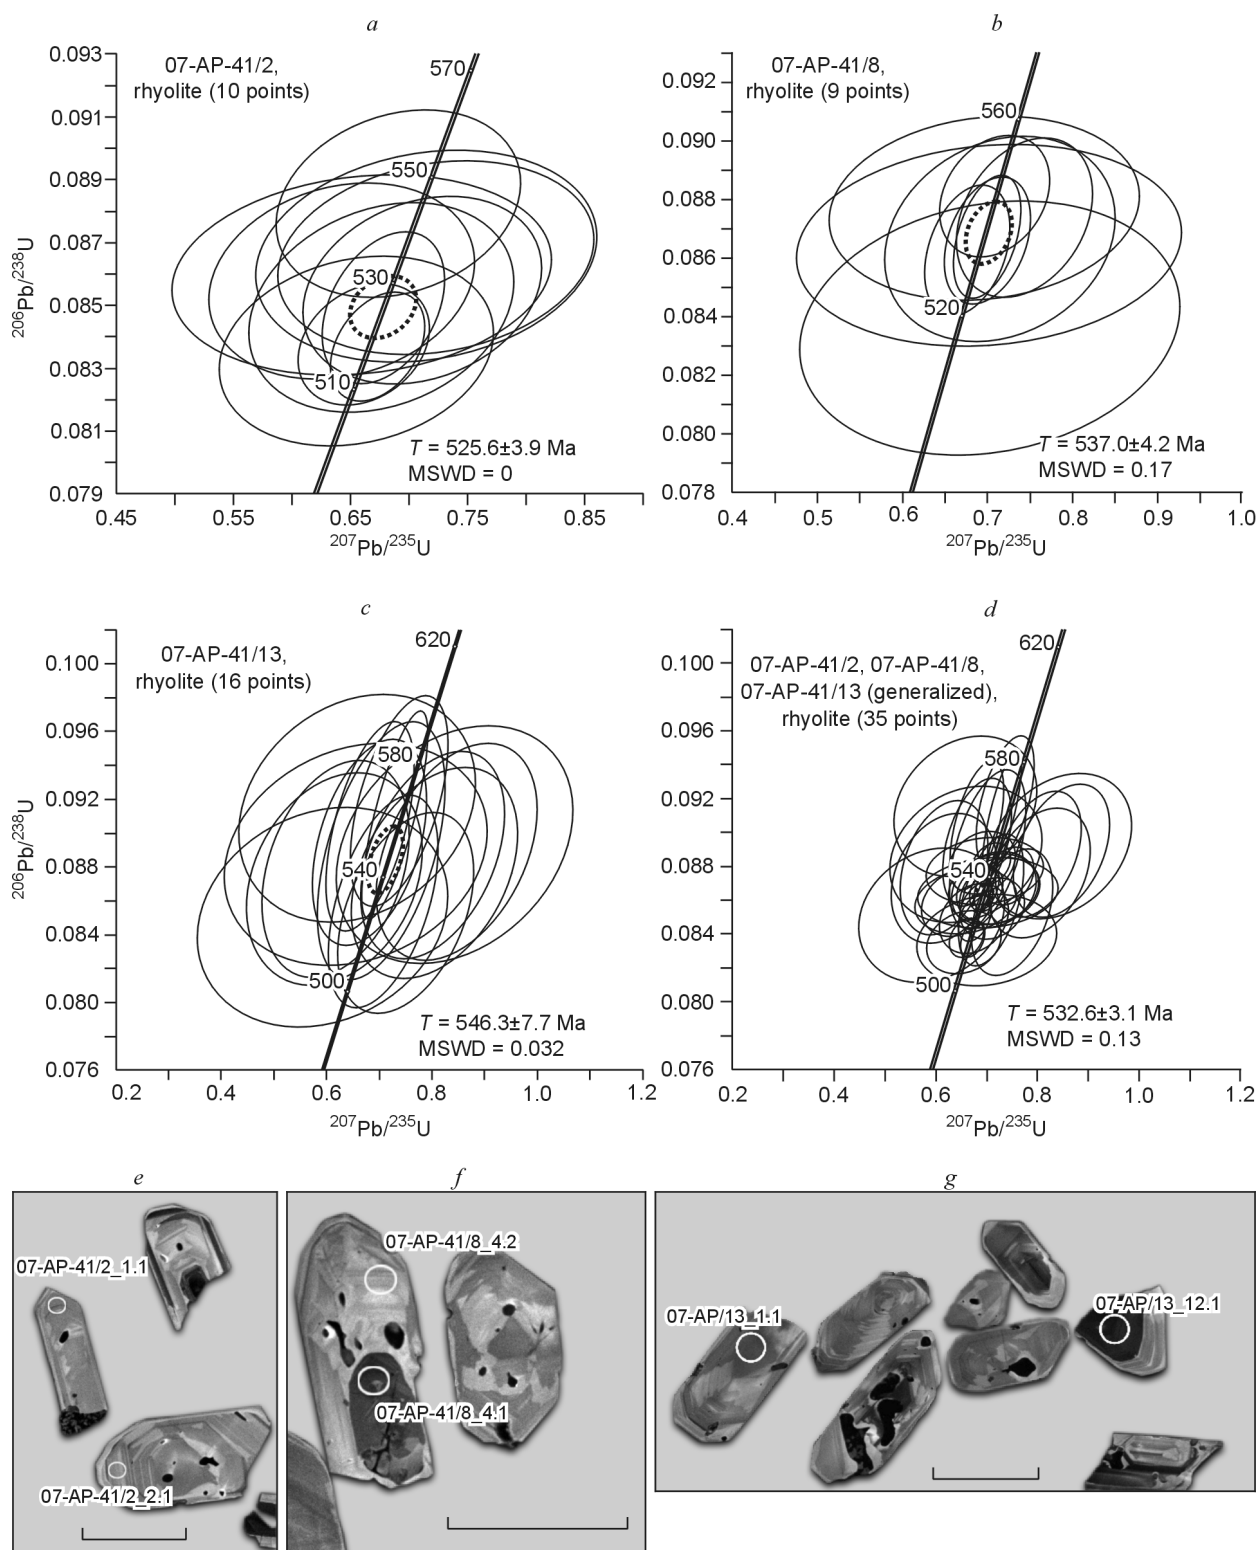 a
07-AP-41/2,
rhyolite (10 points)
0.093
0.091
0.089
0.087
0.085
0.083
0.081
0.079
206Pb/238U
570
550
530
510
T = 525.6±3.9 Ma
MSWD = 0
0.45
0.55
0.65
0.75
0.85
207Pb/235U
b
07-AP-41/8,
rhyolite (9 points)
0.092
0.090
0.088
0.086
0.084
0.082
0.080
0.078
560
520
T = 537.0±4.2 Ma
MSWD = 0.17
0.4
0.5
0.6
0.7
0.8
0.9
1.0
207Pb/235U
c
07-AP-41/13,
rhyolite (16 points)
0.100
0.096
0.092
0.088
0.084
0.080
0.076
206Pb/238U
620
580
540
500
T = 546.3±7.7 Ma
MSWD = 0.032
0.2
0.4
0.6
0.8
1.0
1.2
207Pb/235U
d
07-AP-41/2, 07-AP-41/8,
07-AP-41/13 (generalized),
rhyolite (35 points)
0.100
0.096
0.092
0.088
0.084
0.080
0.076
620
580
540
500
T = 532.6±3.1 Ma
MSWD = 0.13
0.2
0.4
0.6
0.8
1.0
1.2
207Pb/235U
e
07-AP-41/2_1.1
07-AP-41/2_2.1
f
07-AP-41/8_4.2
07-AP-41/8_4.1
g
07-AP/13_1.1
07-AP/13_12.1